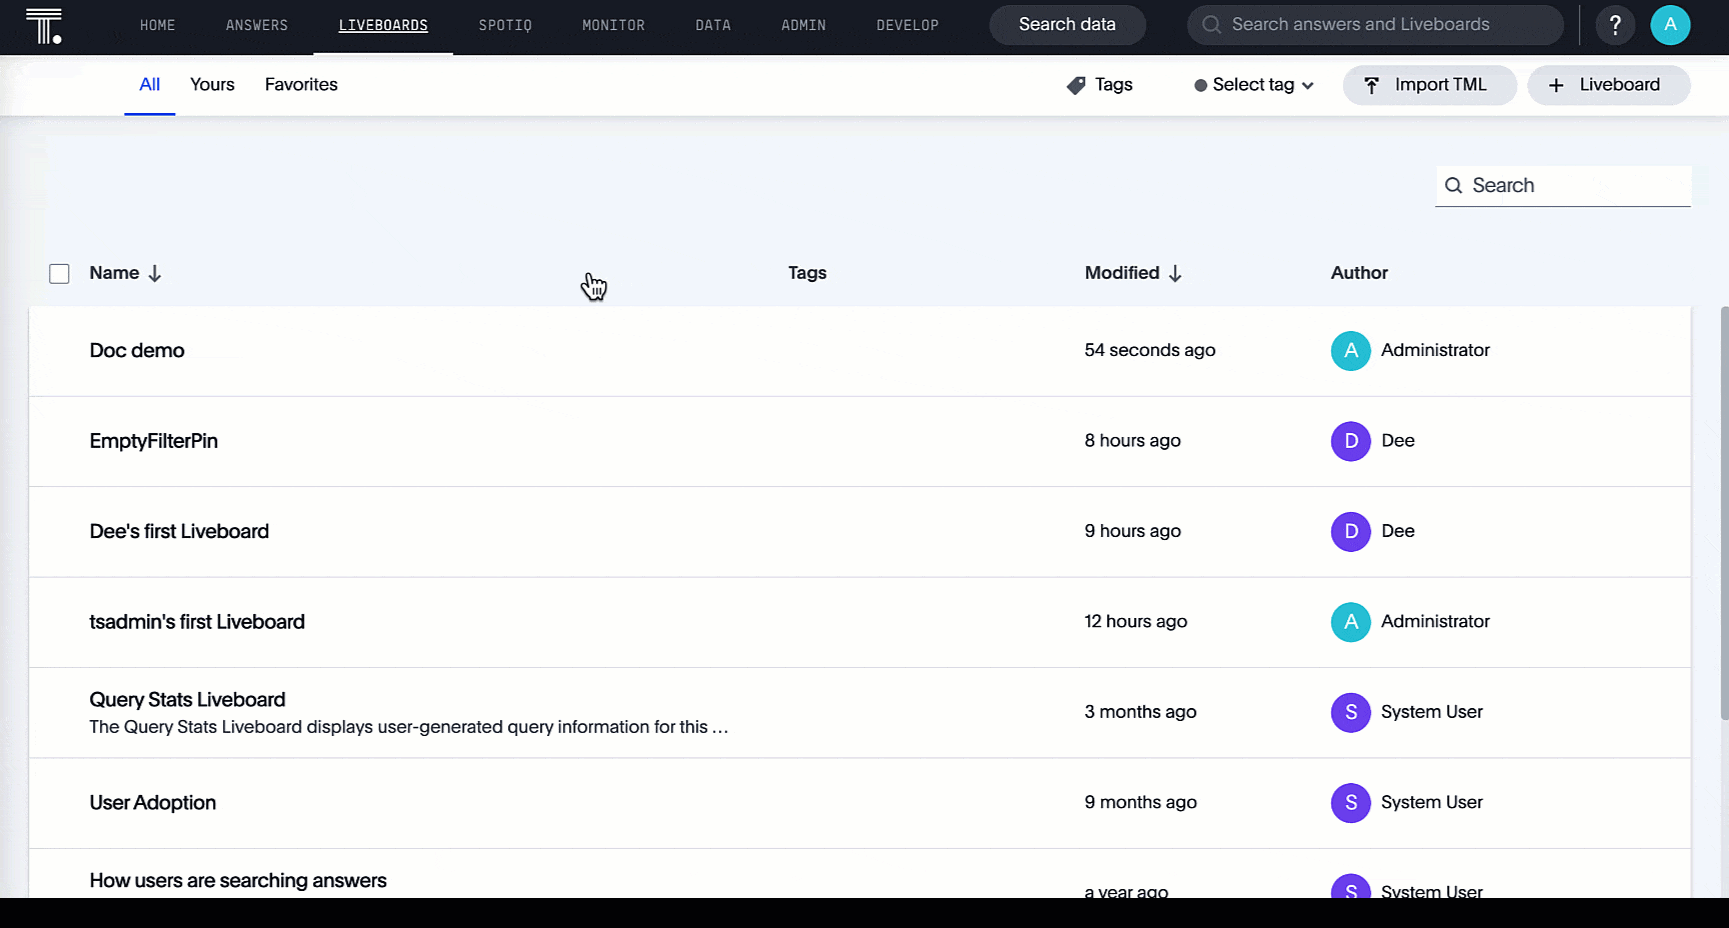 T.
HOME ANSWERS LIVEBOARDS SPOTIQ MONITOR DATA ADMIN DEVELOP Search data Search answers and Liveboards ? A
All Yours Favorites Tags Select tag Import TML + Liveboard
Search
Name Tags Modified Author
Doc demo 54 seconds ago A Administrator
EmptyFilterPin 8 hours ago D Dee
Dee's first Liveboard 9 hours ago D Dee
tsadmin's first Liveboard 12 hours ago A Administrator
Query Stats Liveboard
The Query Stats Liveboard displays user-generated query information for this ... 3 months ago S System User
User Adoption 9 months ago S System User
How users are searching answers
a year ago S System User